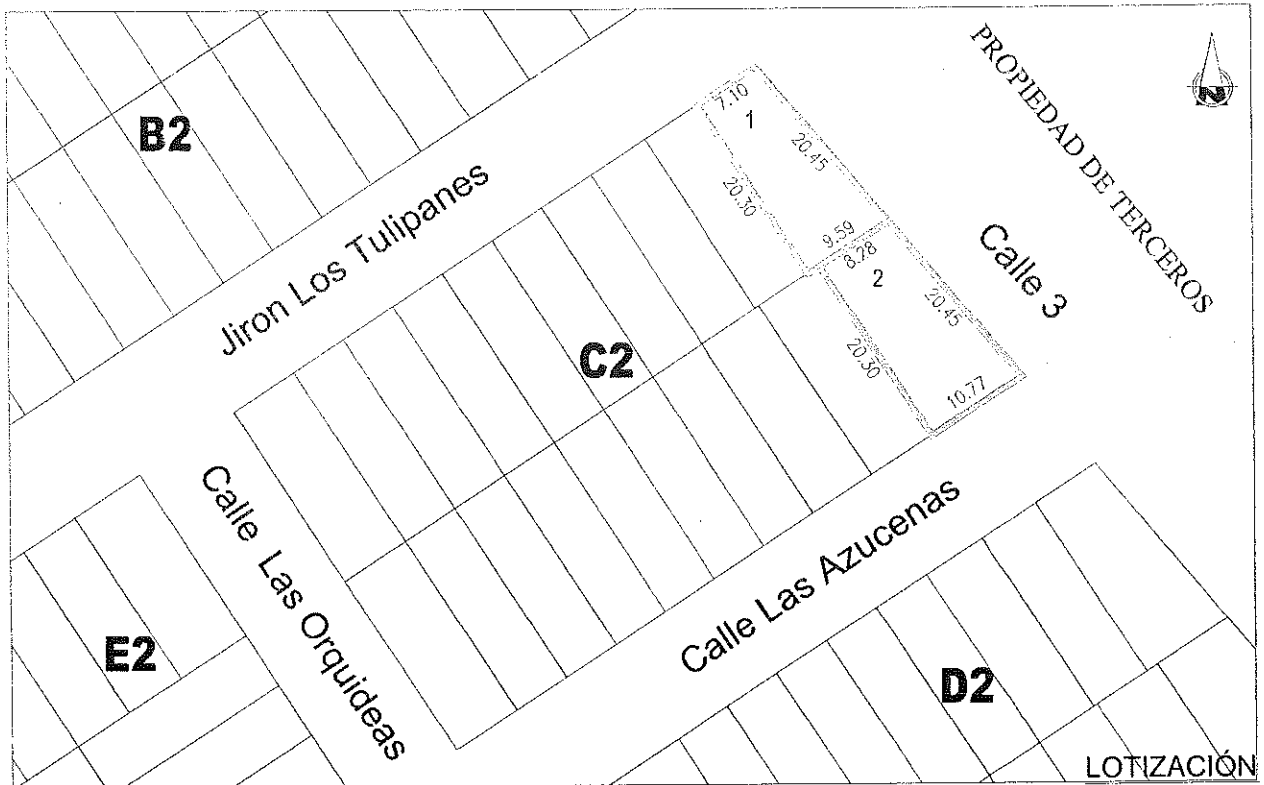 PROPIEDAD DE TERCEROS
N
B2
7.10
1
20.45
20.30
9.59
Jiron Los Tulipanes
8.28
2
Calle 3
20.45
20.30
C2
10.77
Calle Las Orquideas
Calle Las Azucenas
E2
D2
LOTIZACIÓN